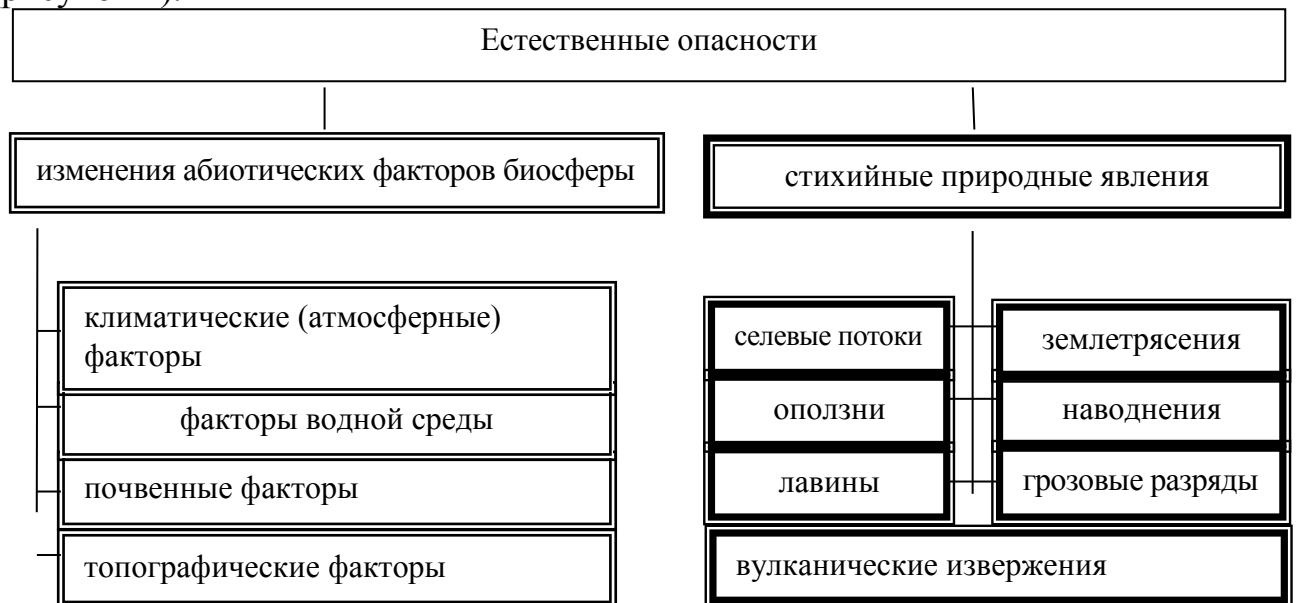 Естественные опасности
изменения абиотических факторов биосферы
стихийные природные явления
климатические (атмосферные)
факторы
факторы водной среды
почвенные факторы
топографические факторы
селевые потоки
землетрясения
оползни
наводнения
лавины
грозовые разряды
вулканические извержения